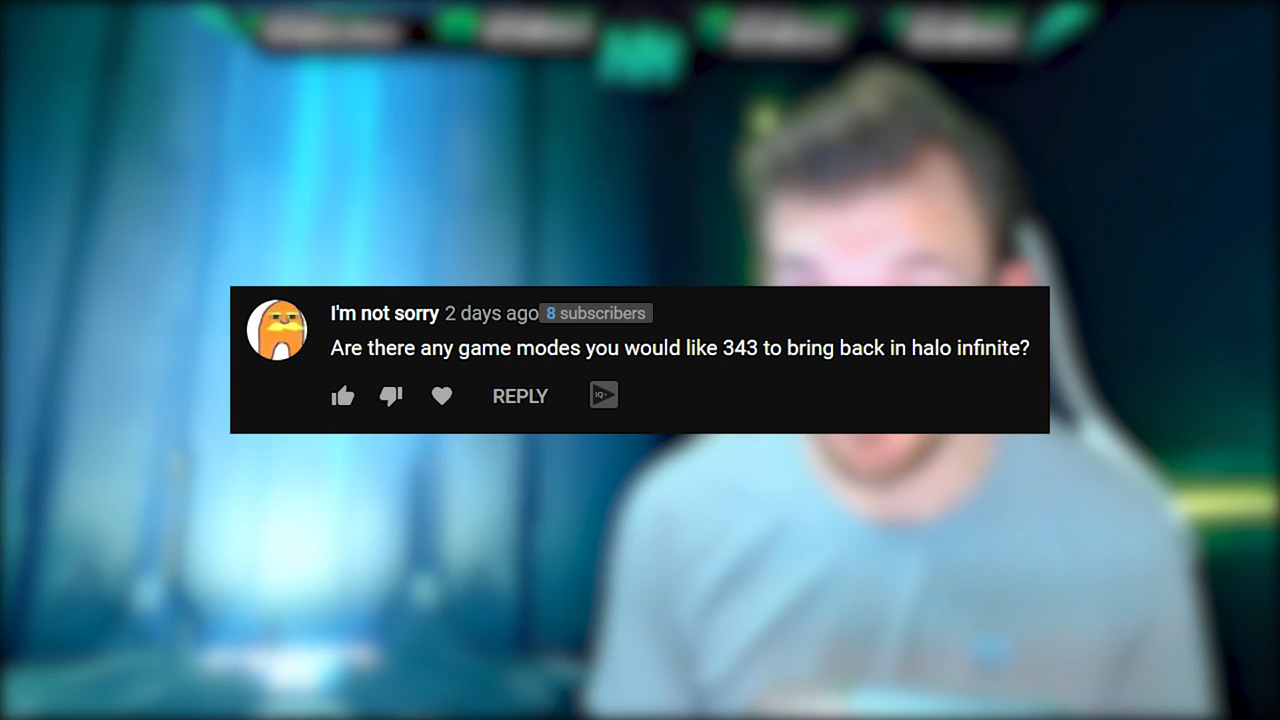 I'm not sorry 2 days ago 8 subscribers
Are there any game modes you would like 343 to bring back in halo infinite?
REPLY
IQ+